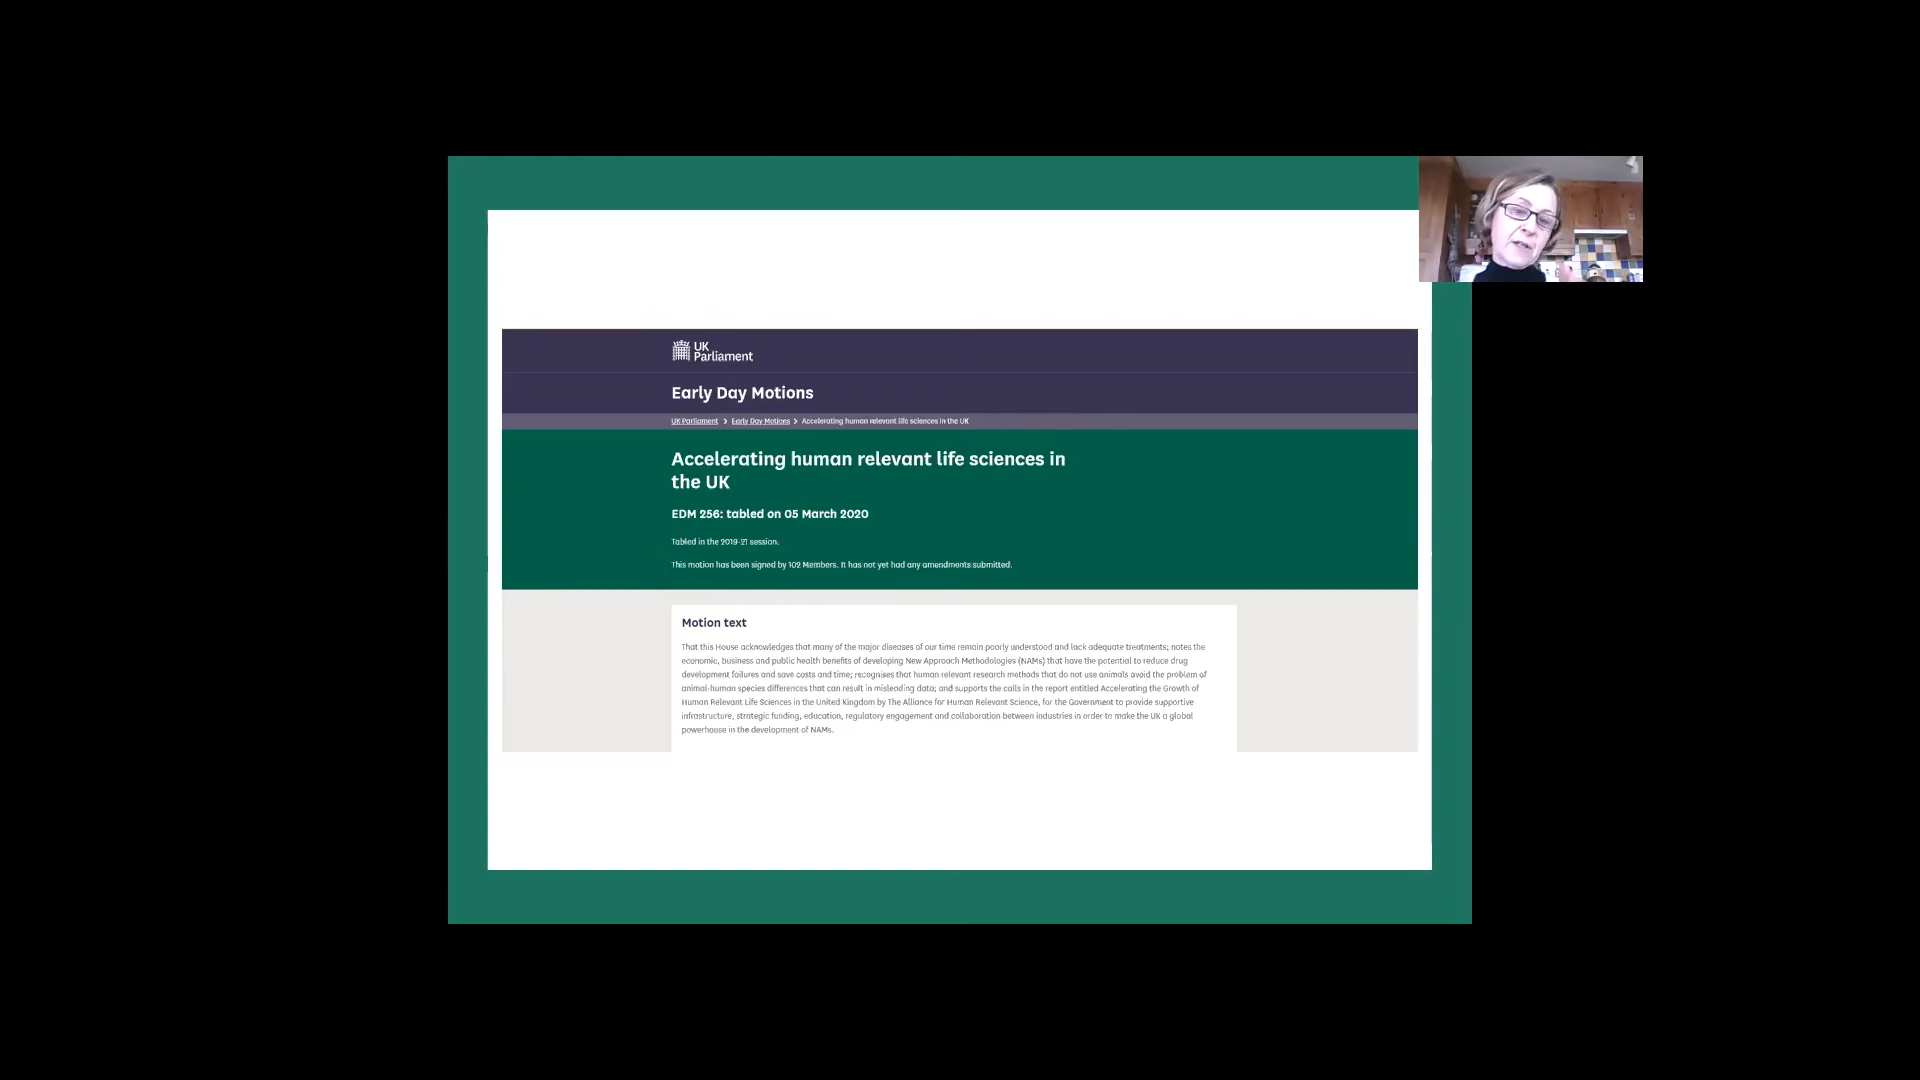 UK
Parliament
Early Day Motions
UK Parliament > Early Day Motions > Accelerating human relevant life sciences in the UK
Accelerating human relevant life sciences in
the UK
EDM 256: tabled on 05 March 2020
Tabled in the 2019-21 session.
This motion has been signed by 102 Members. It has not yet had any amendments submitted.
Motion text
That this House acknowledges that many of the major diseases of our time remain poorly understood and lack adequate treatments; notes the
economic, business and public health benefits of developing New Approach Methodologies (NAMs) that have the potential to reduce drug
development failures and save costs and time; recognises that human relevant research methods that do not use animals avoid the problem of
animal-human species differences that can result in misleading data; and supports the calls in the report entitled Accelerating the Growth of
Human Relevant Life Sciences in the United Kingdom by The Alliance for Human Relevant Science, for the Government to provide supportive
infrastructure, strategic funding, education, regulatory engagement and collaboration between industries in order to make the UK a global
powerhouse in the development of NAMs.